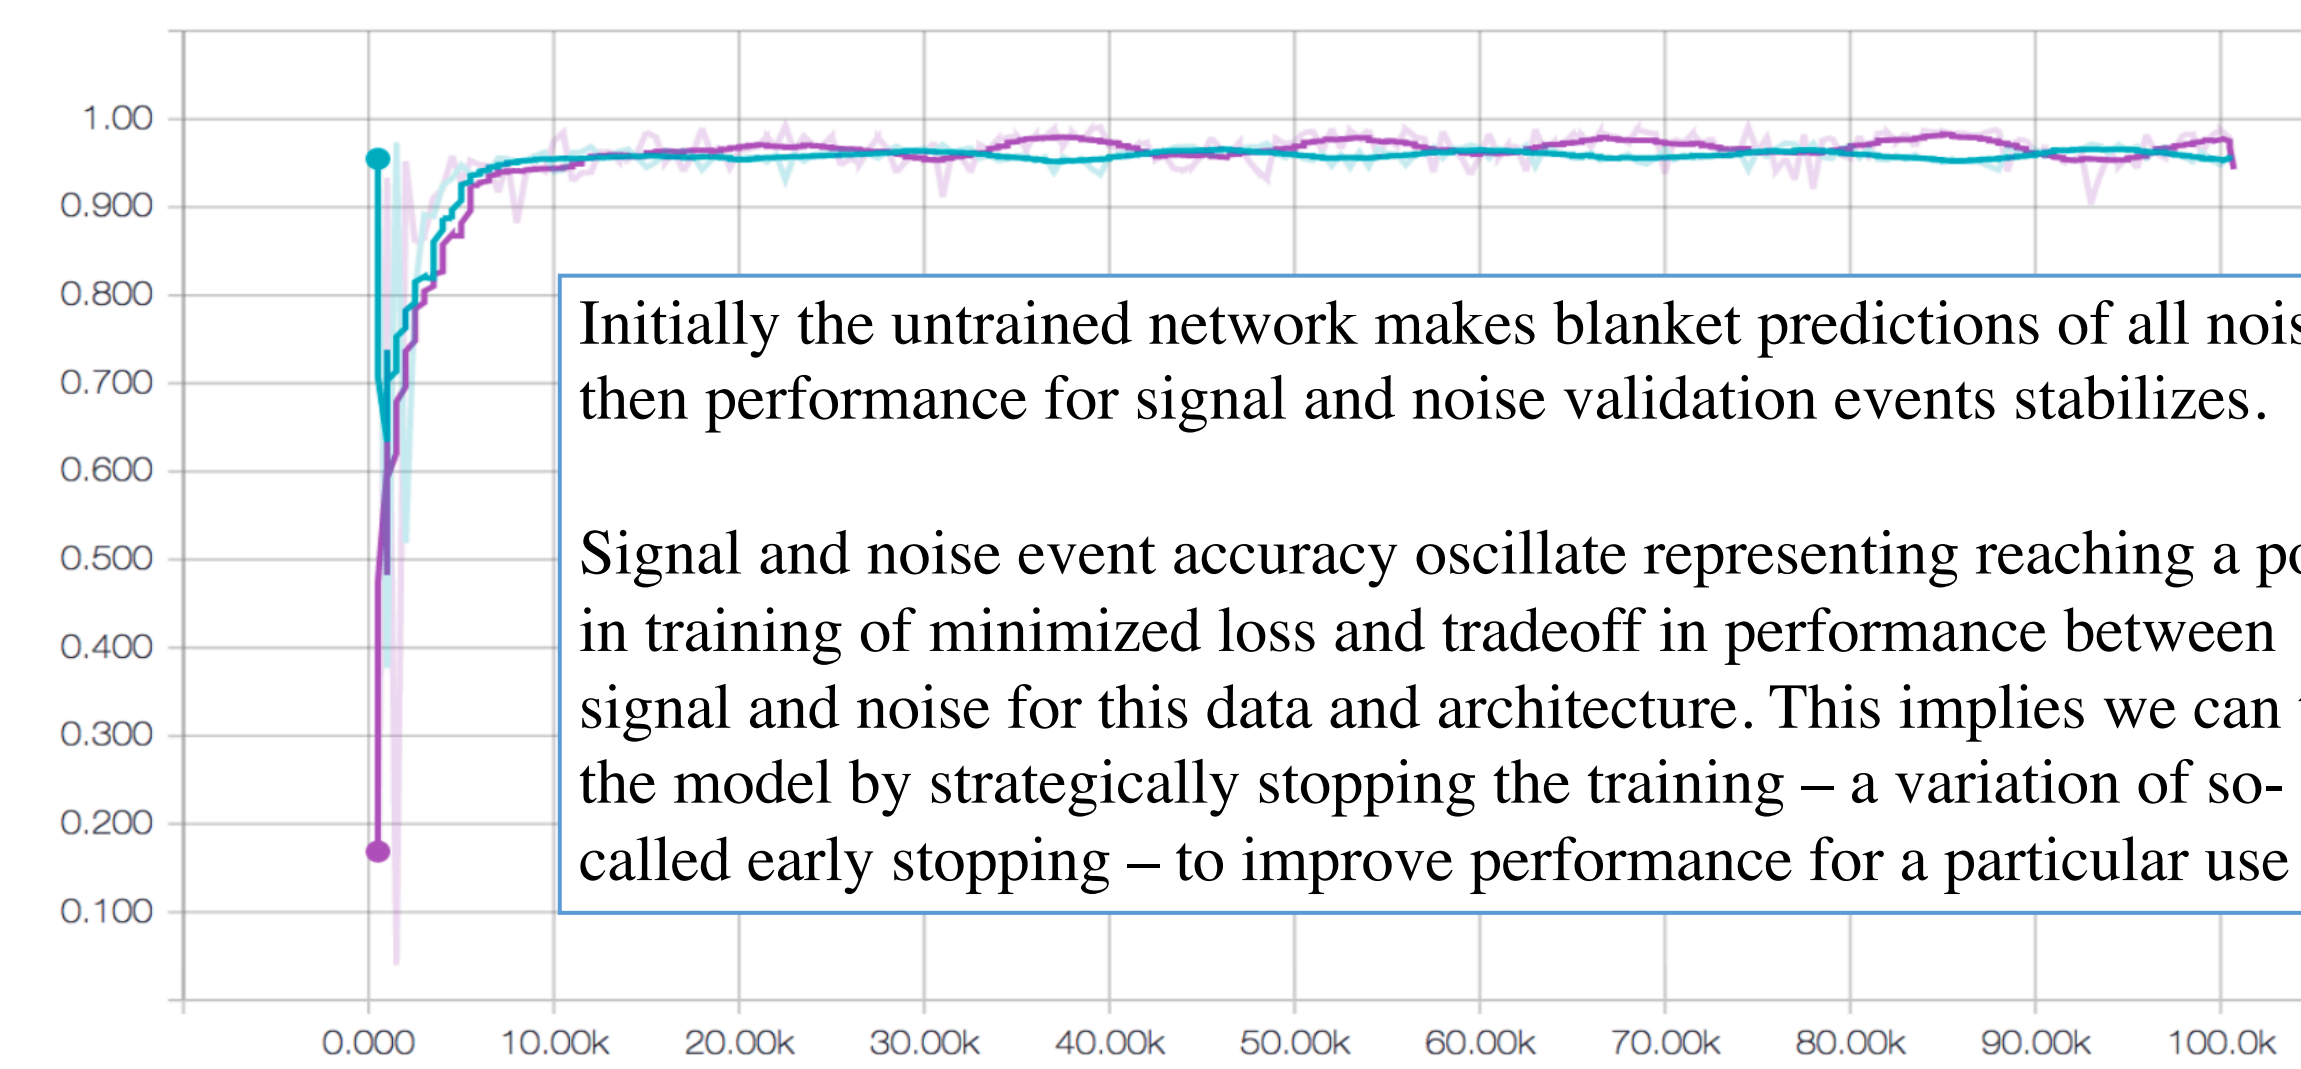 1.00
0.900
0.800
0.700
0.600
0.500
0.400
0.300
0.200
0.100
Initially the untrained network makes blanket predictions of all
then performance for signal and noise validation events stabilizes.
Signal and noise event accuracy oscillate representing reaching a
in training of minimized loss and tradeoff in performance between
signal and noise for this data and architecture. This implies we can
the model by strategically stopping the training – a variation of so-
called early stopping – to improve performance for a particular use
0.000 10.00k 20.00k 30.00k 40.00k 50.00k 60.00k 70.00k 80.00k 90.00k 100.0k